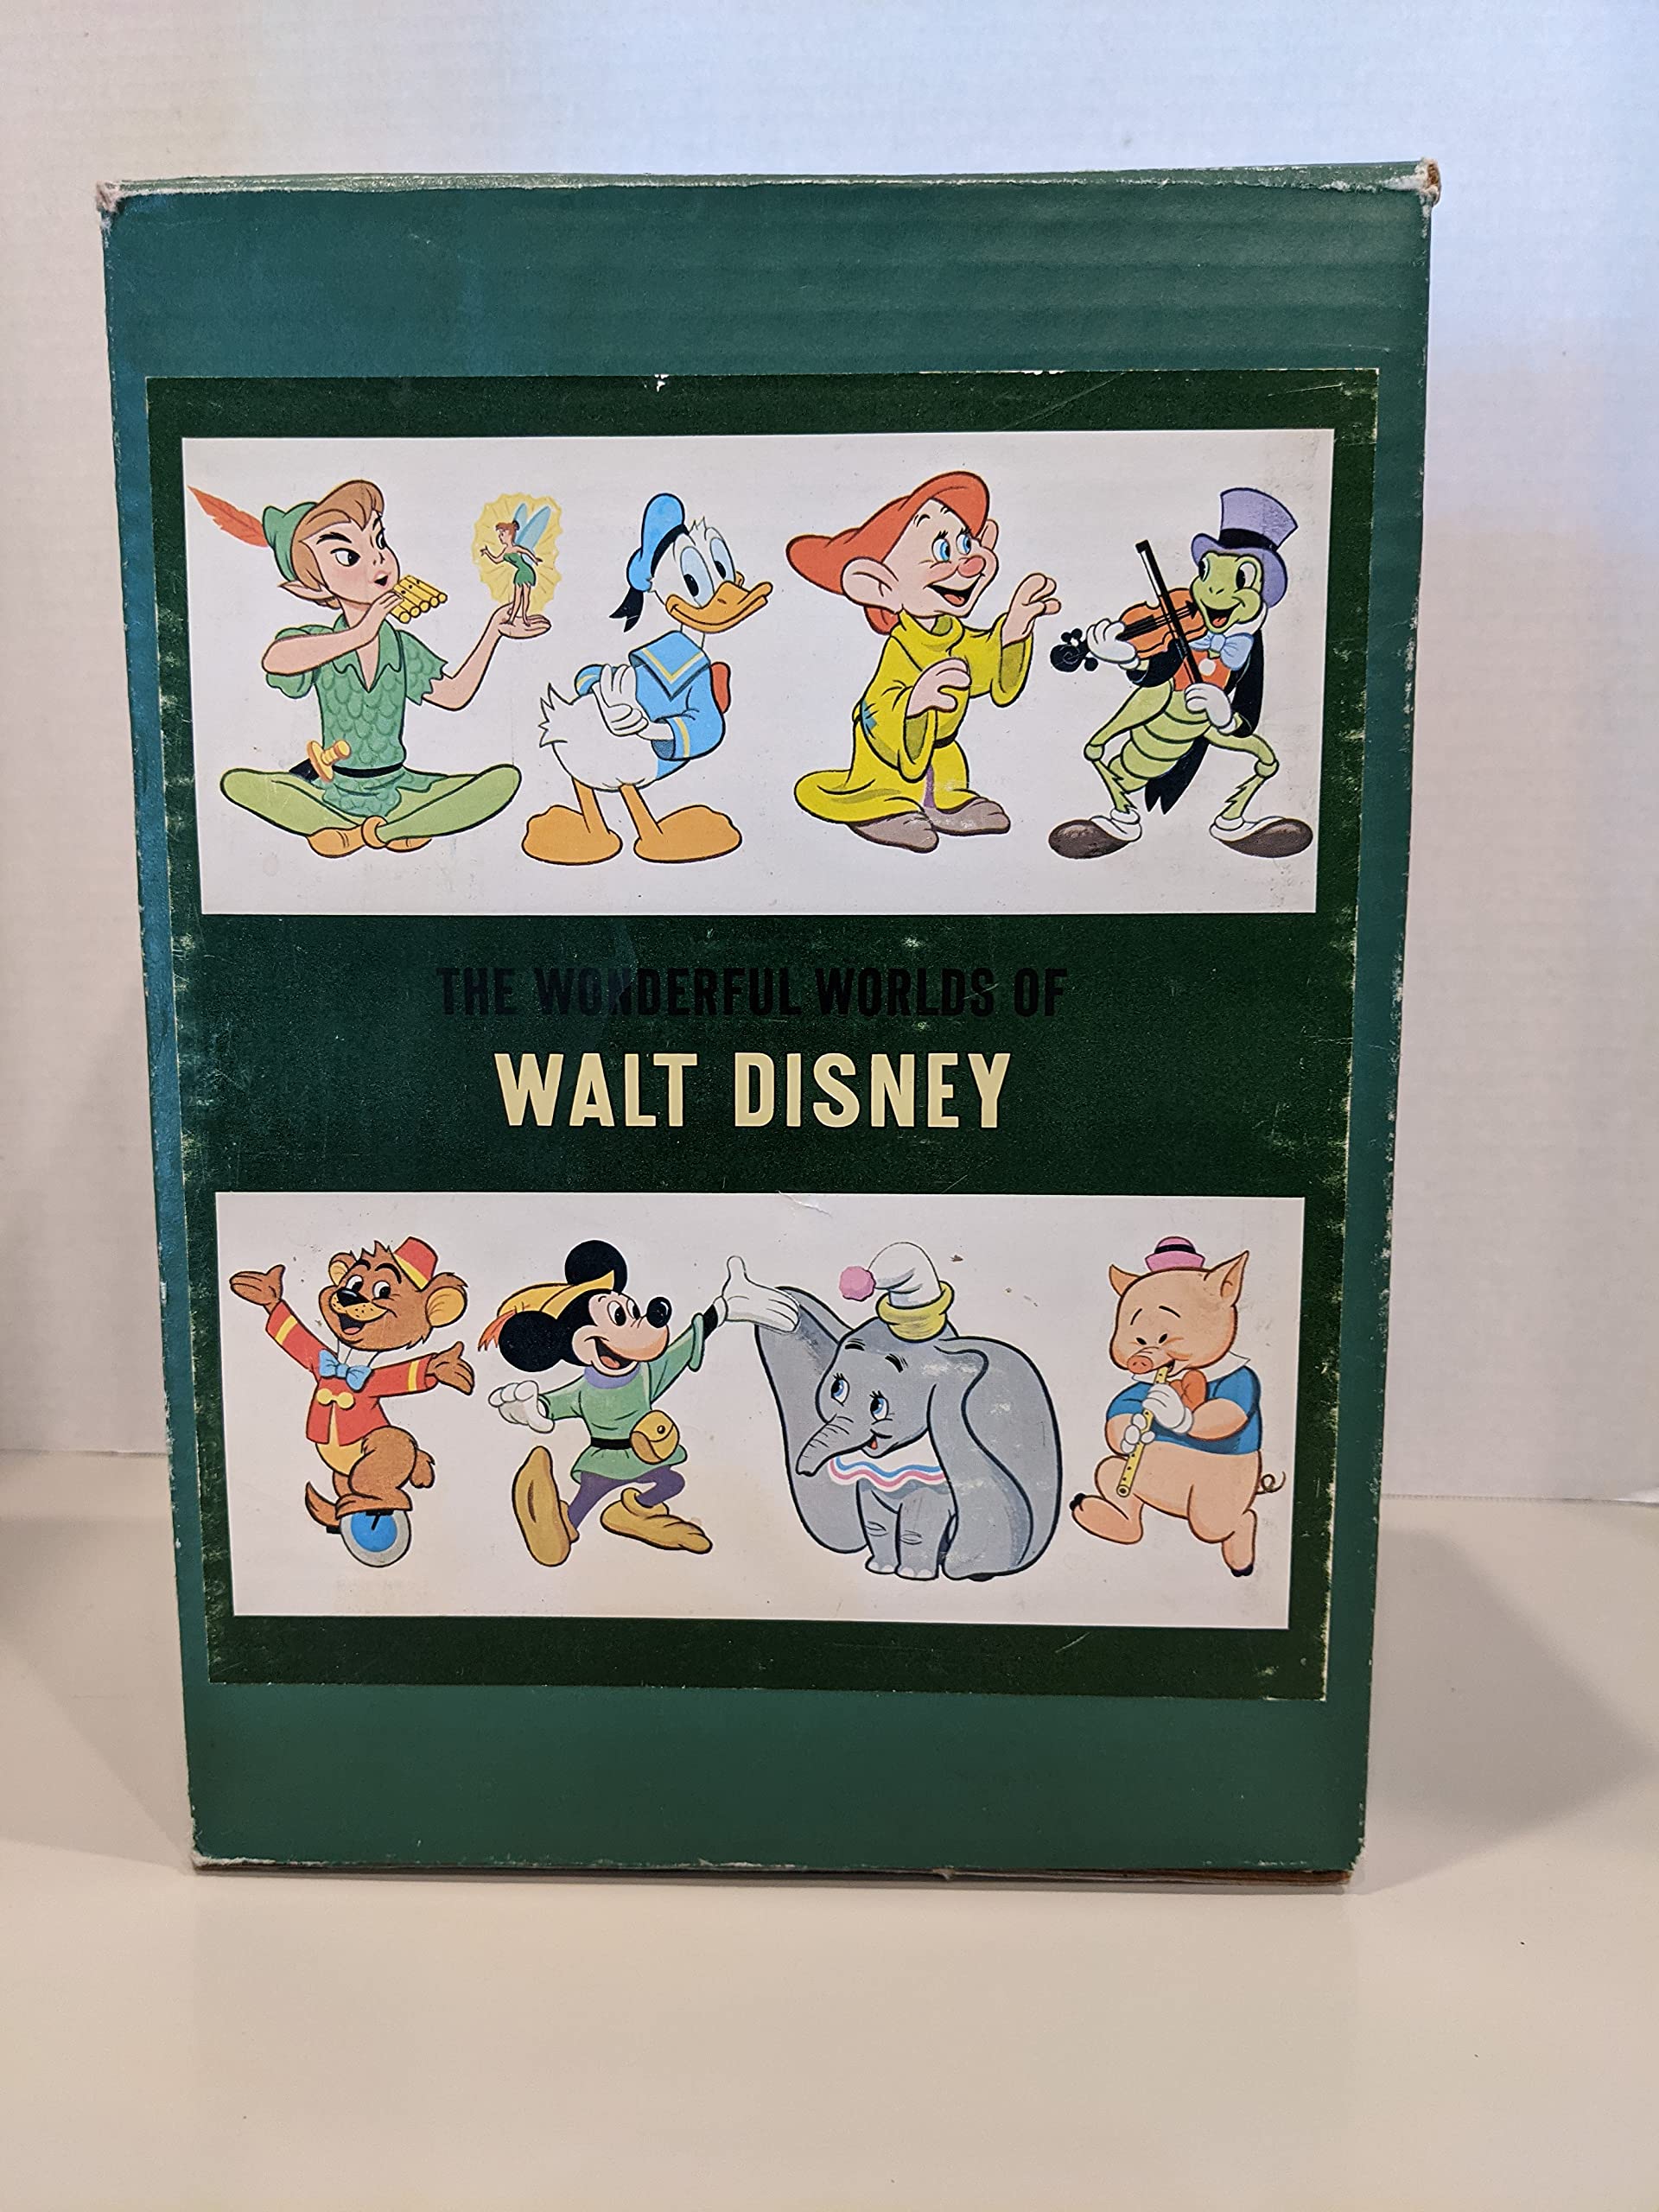 THE WONDERFUL WORLDS OF
WALT DISNEY